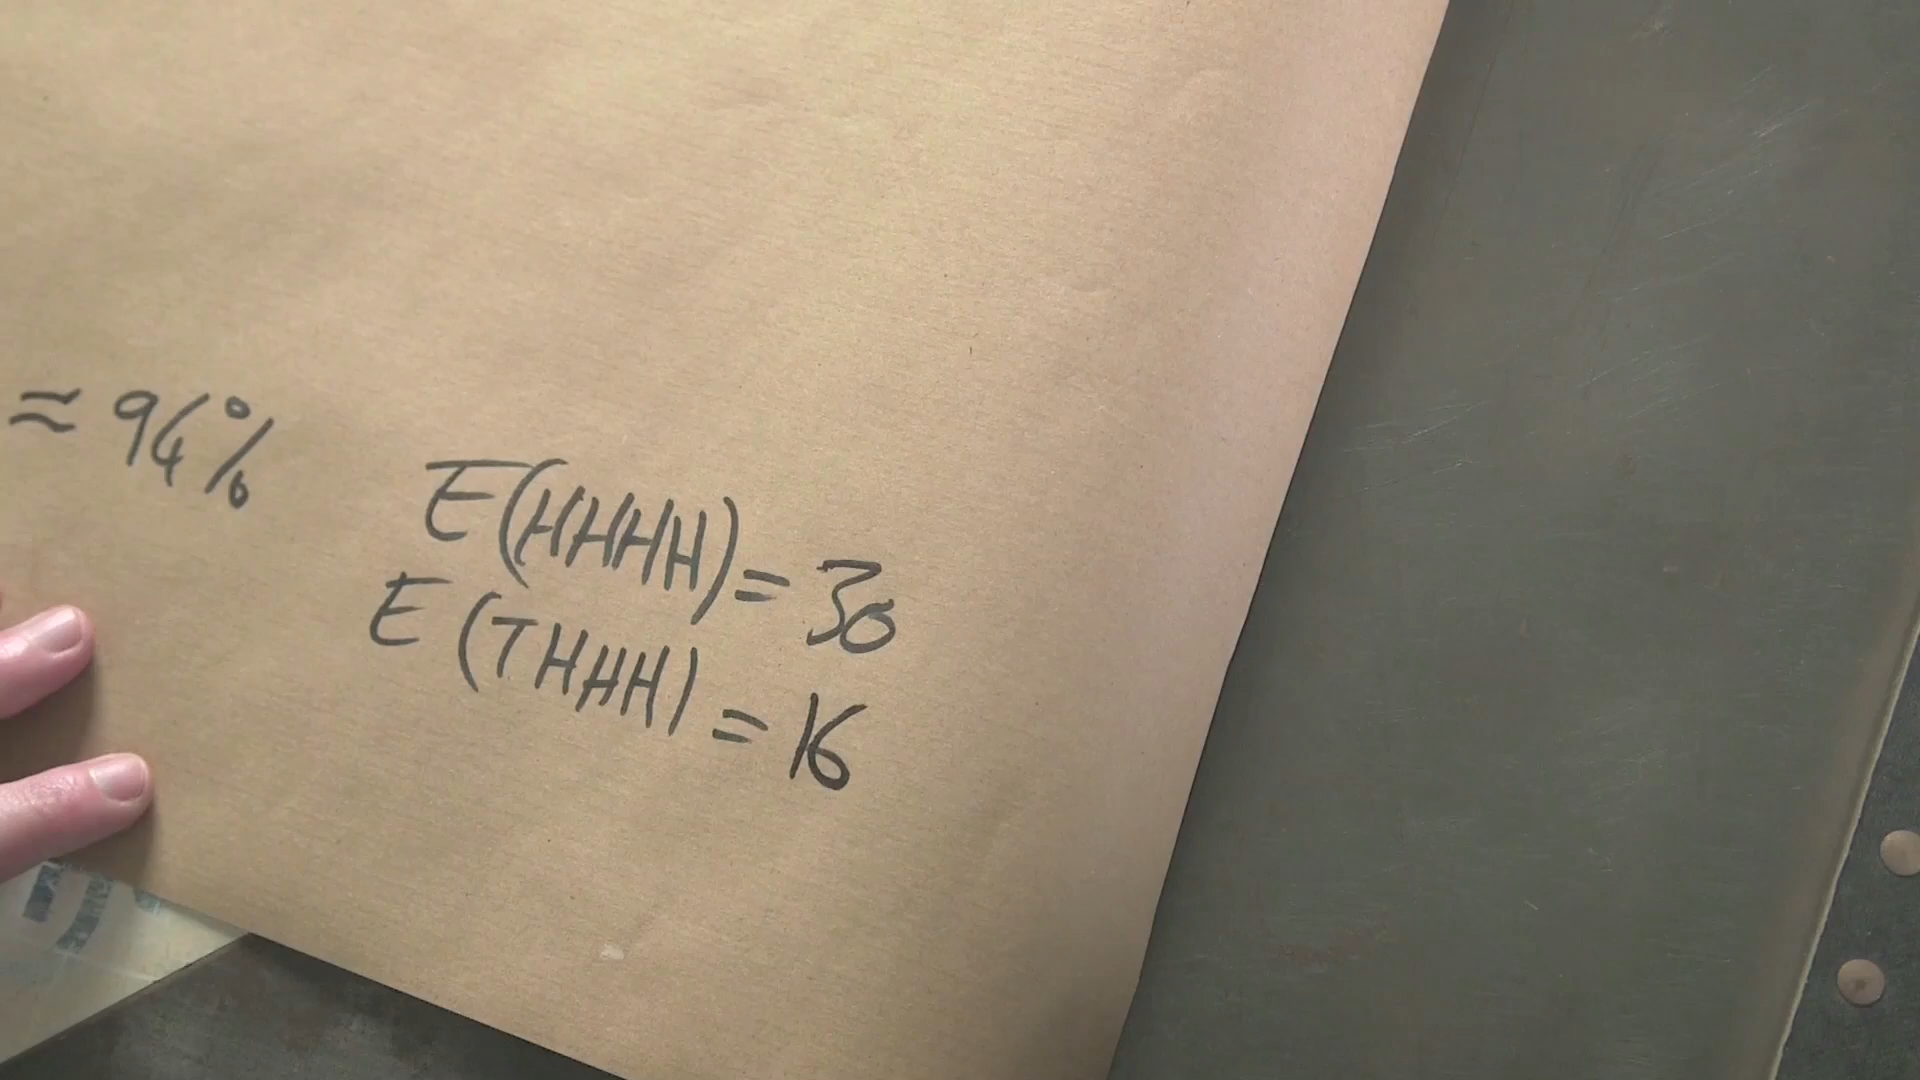 ≈ 94%
E(HHHH) = 30
E(THHH) = 16